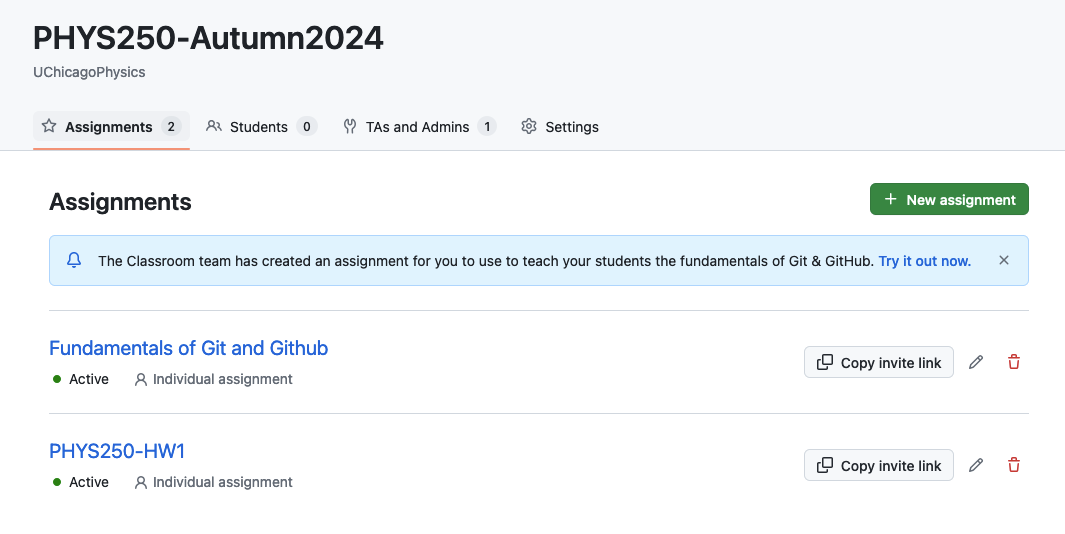 PHYS250-Autumn2024
UChicagoPhysics
Assignments 2 Students 0 TAs and Admins 1 Settings
Assignments
New assignment
The Classroom team has created an assignment for you to use to teach your students the fundamentals of Git & GitHub. Try it out now.
Fundamentals of Git and Github
Copy invite link
Active Individual assignment
PHYS250-HW1
Copy invite link
Active Individual assignment